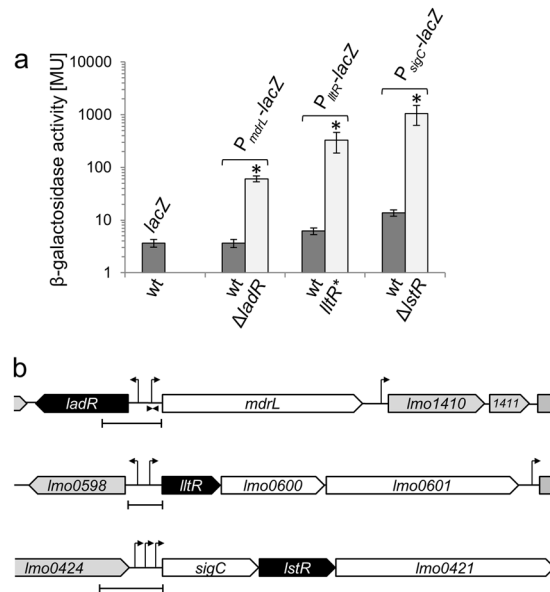 a
β-galactosidase activity [MU]
10000
1000
100
10
1
lacZ
PmdrL-lacZ
PlltR-lacZ
PsigC-lacZ
*
*
*
wt
wt
ΔladR
wt
lltR*
wt
ΔlstR
b
ladR
mdrL
lmo1410
1411
lmo0598
lltR
lmo0600
lmo0601
lmo0424
sigC
lstR
lmo0421